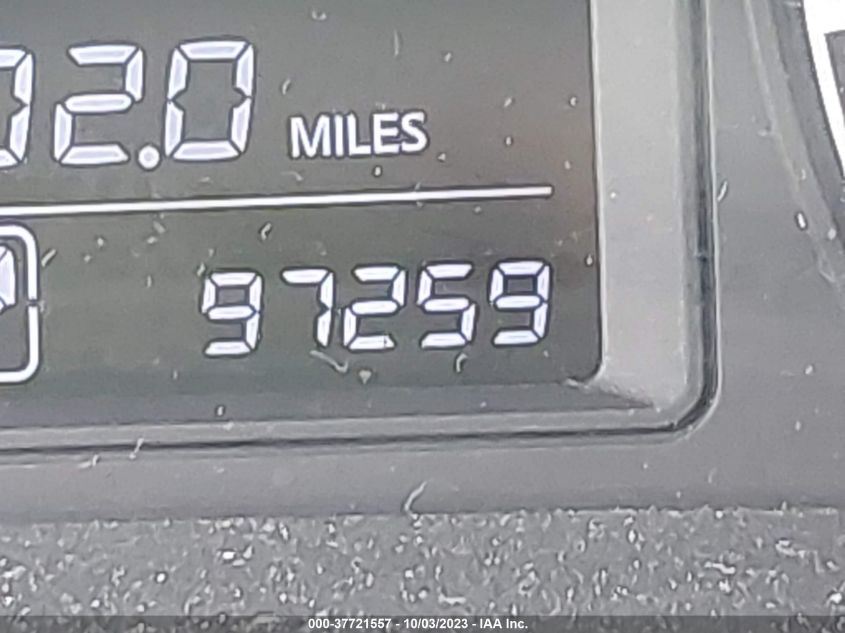 02.0 MILES
97259
000-37721557 - 10/03/2023 - IAA Inc.